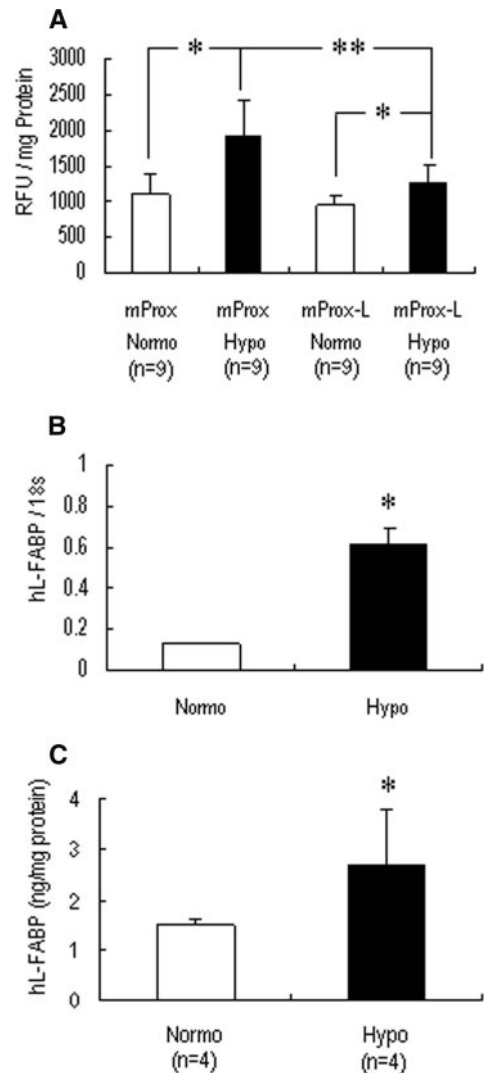 A
RFU / mg Protein
3000
2500
2000
1500
1000
500
0
* **
*
mProx mProx mProx-L mProx-L
Normo Hypo Normo Hypo
(n=9) (n=9) (n=9) (n=9)
B
hL-FABP / 18s
1
0.8
0.6
0.4
0.2
0
*
Normo Hypo
C
hL-FABP (ng/mg protein)
4
3
2
1
0
*
Normo Hypo
(n=4) (n=4)